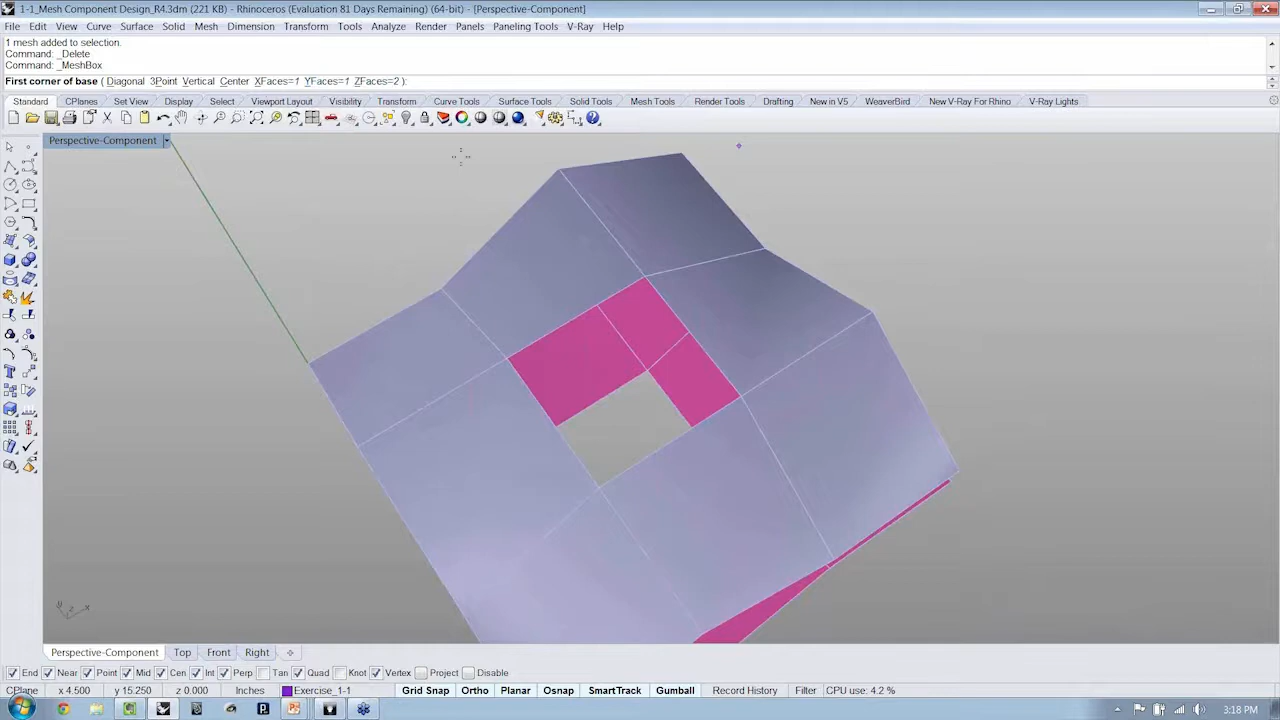 1-1_Mesh Component Design_R4.3dm (221 KB) - Rhinoceros (Evaluation 81 Days Remaining) (64-bit) - [Perspective-Component]
File Edit View Curve Surface Solid Mesh Dimension Transform Tools Analyze Render Panels Paneling Tools V-Ray Help
1 mesh added to selection.
Command: _Delete
Command: _MeshBox
First corner of base ( Diagonal 3Point Vertical Center XFaces=1 YFaces=1 ZFaces=2 ):
Standard CPlanes Set View Display Select Viewport Layout Visibility Transform Curve Tools Surface Tools Solid Tools Mesh Tools Render Tools Drafting New in V5 WeaverBird New V-Ray For Rhino V-Ray Lights
Perspective-Component
y z x
Perspective-Component Top Front Right
End Near Point Mid Cen Int Perp Tan Quad Knot Vertex Project Disable
CPlane x 4.500 y 15.250 z 0.000 Inches Exercise_1-1 Grid Snap Ortho Planar Osnap SmartTrack Gumball Record History Filter CPU use: 4.2 %
3:18 PM